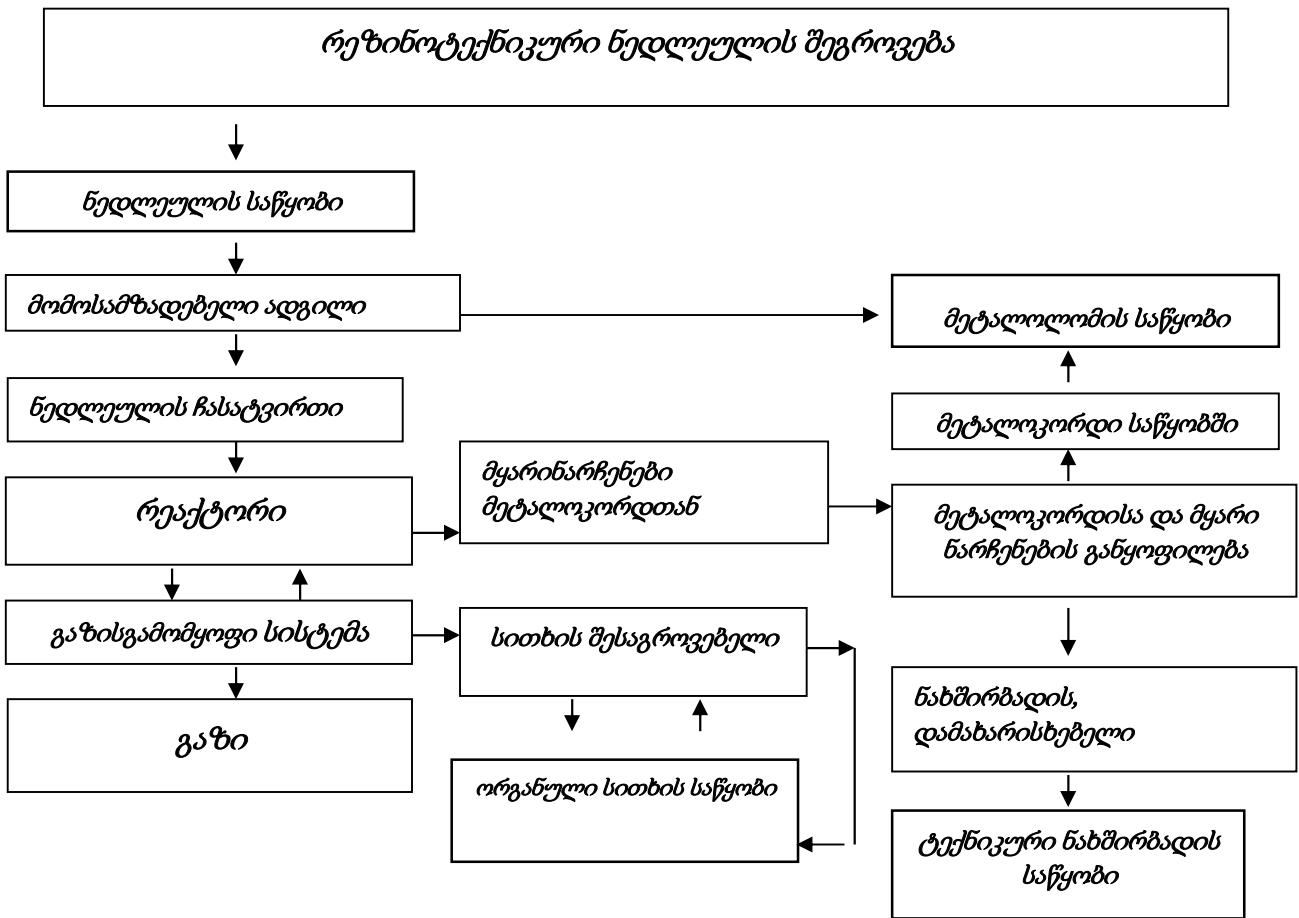 რეზინოტექნიკური ნედლეულის შეგროვება
ნედლეულის საწყობი
მომოსამზადებელი ადგილი
მეტალოლომის საწყობი
ნედლეულის ჩასატვირთი
მეტალოკორდი საწყობში
რეაქტორი
მყარინარჩენები
მეტალოკორდთან
მეტალოკორდისა და მყარი
ნარჩენების განყოფილება
გაზისგამომყოფი სისტემა
სითხის შესაგროვებელი
ნახშირბადის,
დამახარისხებელი
გაზი
ორგანული სითხის საწყობი
ტექნიკური ნახშირბადის
საწყობი